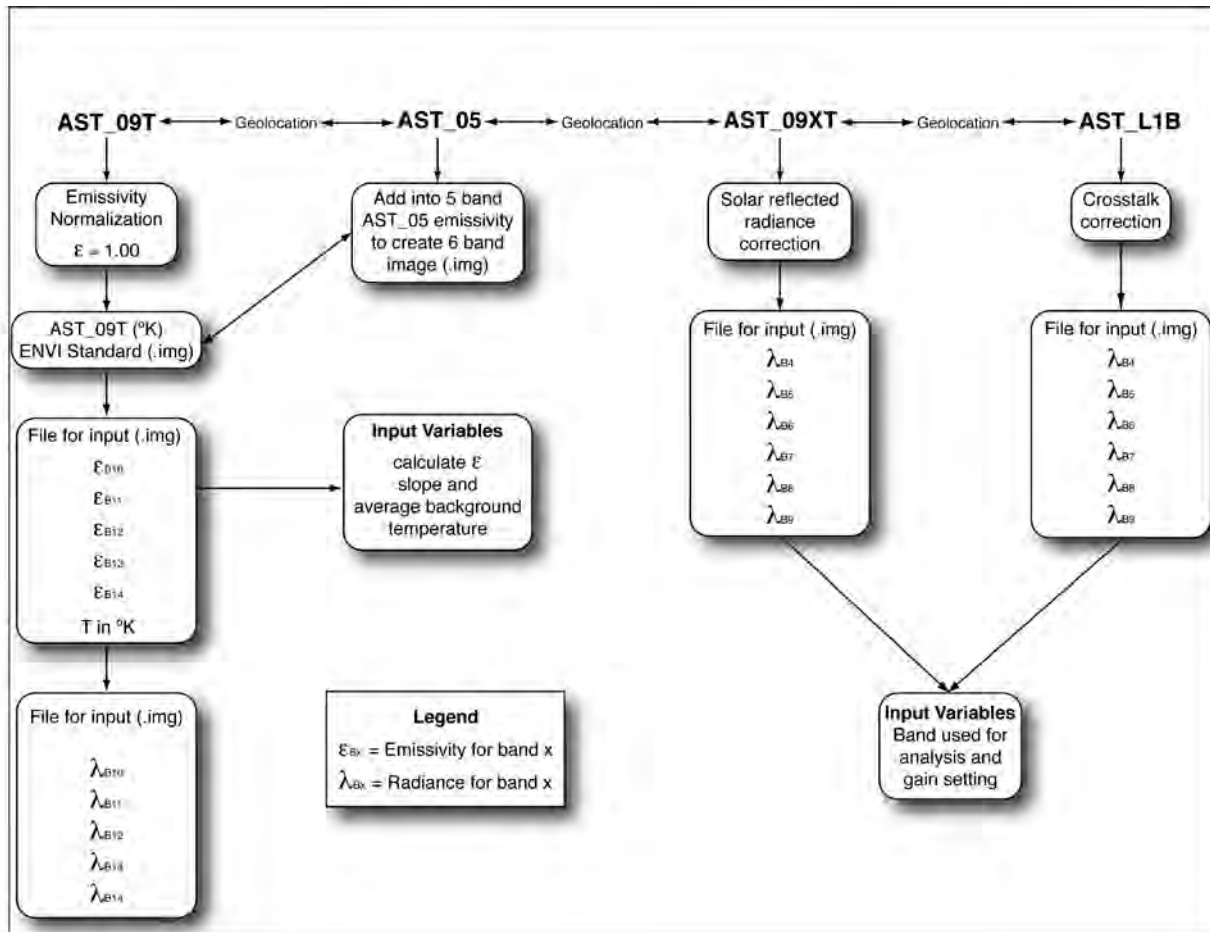 AST_09T Geolocation AST_05 Geolocation AST_09XT Geolocation AST_L1B
Emissivity
Normalization
ε = 1.00
Add into 5 band
AST_05 emissivity
to create 6 band
image (.img)
Solar reflected
radiance
correction
Crosstalk
correction
AST_09T (ºK)
ENVI Standard (.img)
File for input (.img)
εB10
εB11
εB12
εB13
εB14
T in ºK
Input Variables
calculate ε
slope and
average background
temperature
File for input (.img)
λB4
λB5
λB6
λB7
λB8
λB9
File for input (.img)
λB4
λB5
λB6
λB7
λB8
λB9
File for input (.img)
λB10
λB11
λB12
λB13
λB14
Legend
εBx = Emissivity for band x
λBx = Radiance for band x
Input Variables
Band used for
analysis and
gain setting